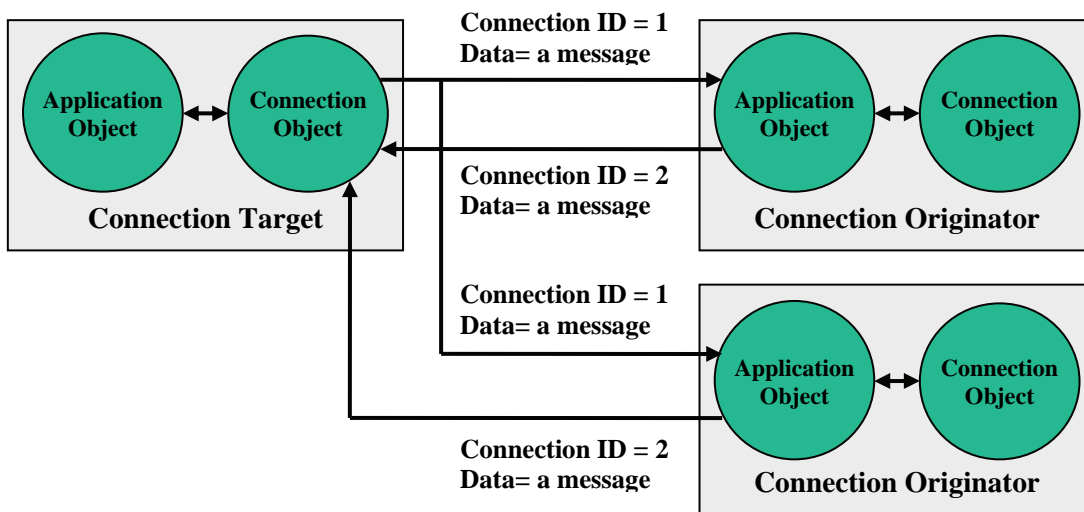 Connection ID = 1
Data= a message
Application
Object
Connection
Object
Connection Target
Application
Object
Connection
Object
Connection Originator
Connection ID = 2
Data= a message
Connection ID = 1
Data= a message
Application
Object
Connection
Object
Connection Originator
Connection ID = 2
Data= a message